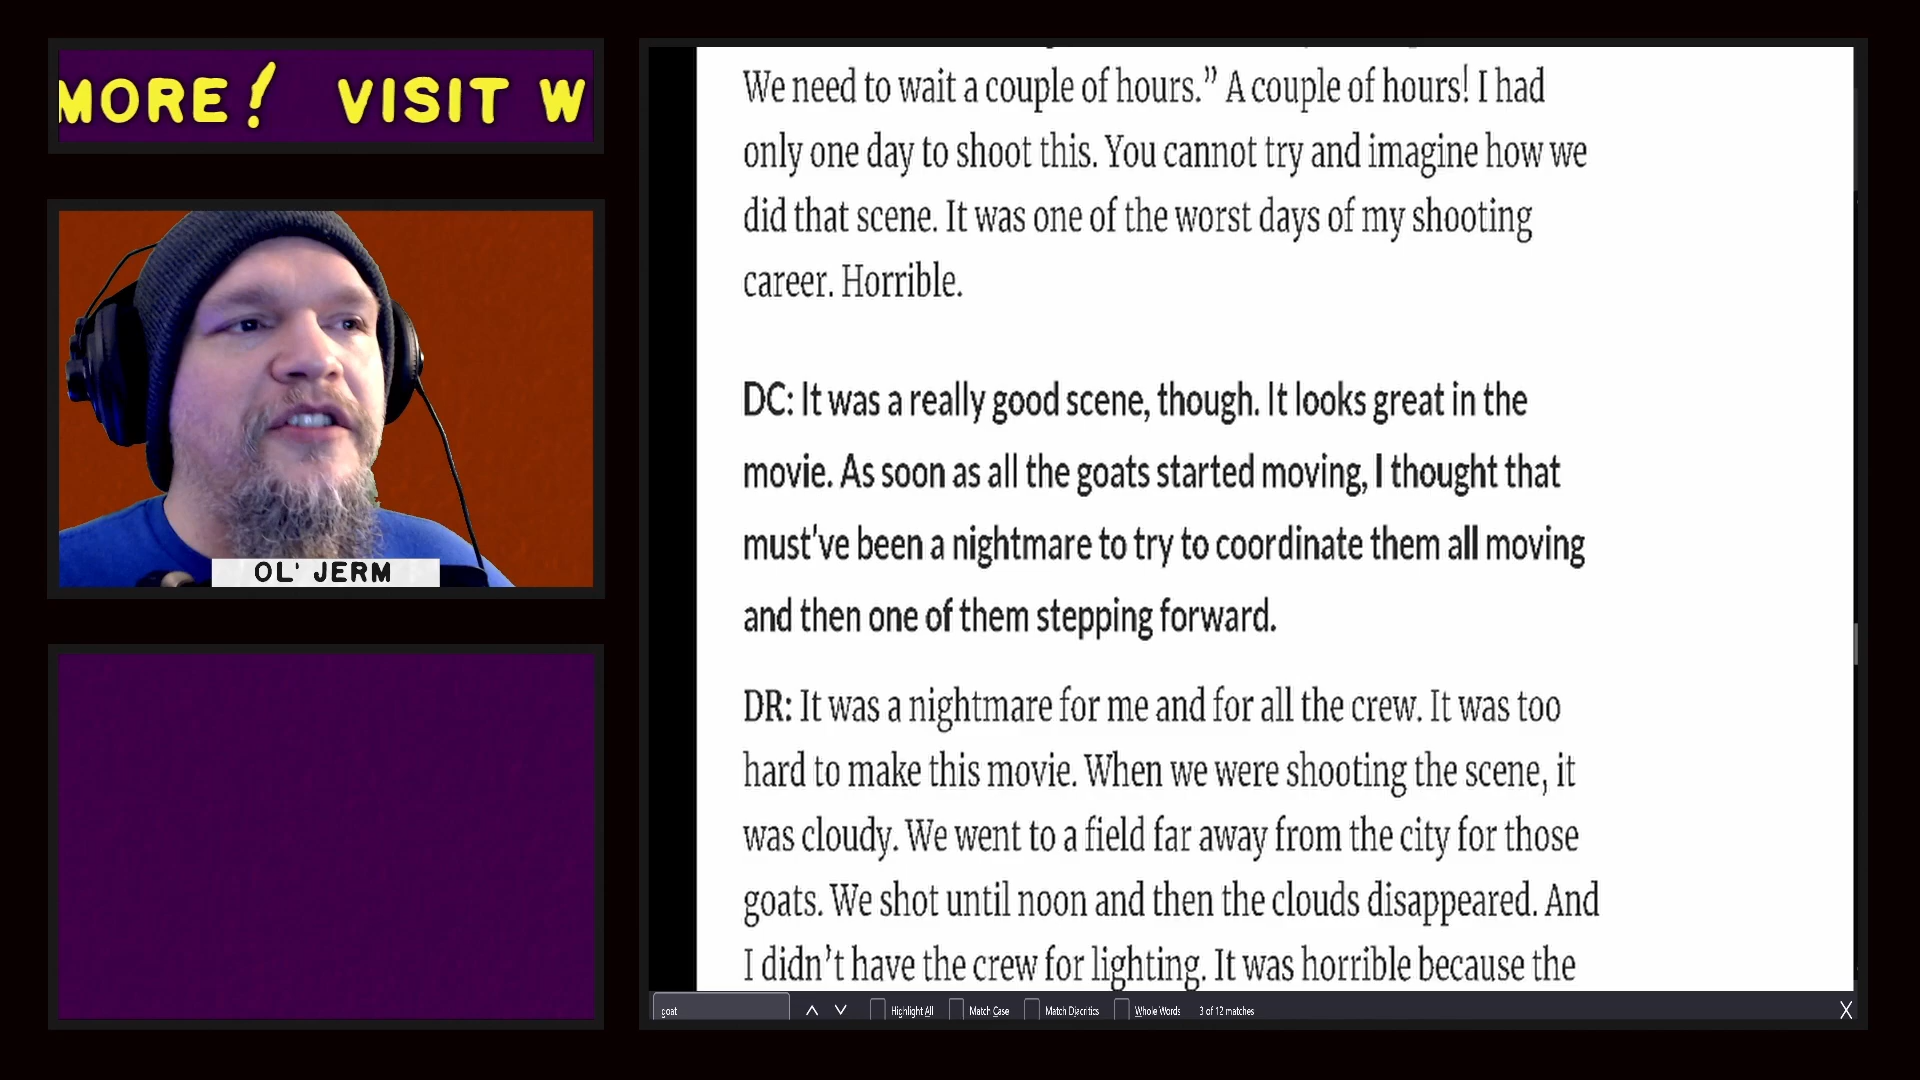 MORE! VISIT W
OL' JERM
We need to wait a couple of hours.” A couple of hours! I had
only one day to shoot this. You cannot try and imagine how we
did that scene. It was one of the worst days of my shooting
career. Horrible.
DC: It was a really good scene, though. It looks great in the
movie. As soon as all the goats started moving, I thought that
must've been a nightmare to try to coordinate them all moving
and then one of them stepping forward.
DR: It was a nightmare for me and for all the crew. It was too
hard to make this movie. When we were shooting the scene, it
was cloudy. We went to a field far away from the city for those
goats. We shot until noon and then the clouds disappeared. And
I didn’t have the crew for lighting. It was horrible because the
goat Highlight All Match Case Match Diacritics Whole Words 3 of 12 matches